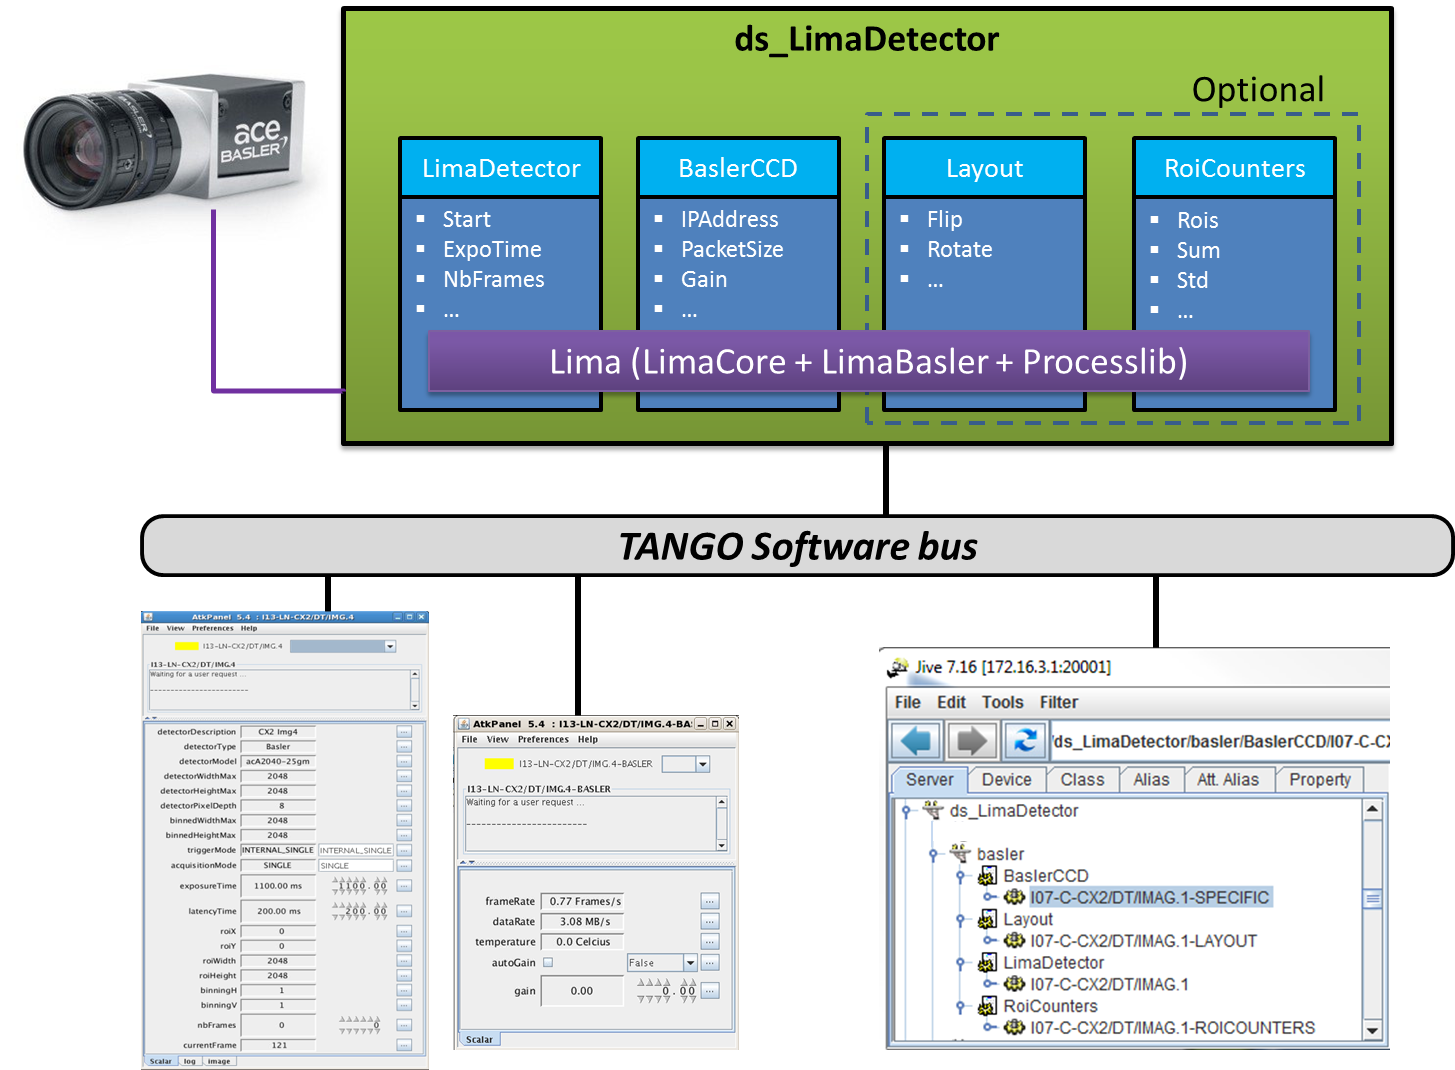 ds_LimaDetector
Optional
ace
BASLER
BASLER
LimaDetector
Start
ExpoTime
NbFrames
...
BaslerCCD
IPAddress
PacketSize
Gain
...
Layout
Flip
Rotate
...
RoiCounters
Rois
Sum
Std
...
Lima (LimaCore + LimaBasler + Processlib)
TANGO Software bus
AtkPanel 5.4 : I13-LN-CX2/DT/IMG.4
File View Preferences Help
I13-LN-CX2/DT/IMG.4
I13-LN-CX2/DT/IMG.4
Waiting for a user request ...
------------------------
detectorDescription CX2 Img4 ...
detectorType Basler ...
detectorModel acA2040-25gm ...
detectorWidthMax 2048 ...
detectorHeightMax 2048 ...
detectorPixelDepth 8 ...
binnedWidthMax 2048 ...
binnedHeightMax 2048 ...
triggerMode INTERNAL_SINGLE INTERNAL_SINGLE ...
acquisitionMode SINGLE SINGLE ...
exposureTime 1100.00 ms 1100.00 ...
latencyTime 200.00 ms 200.00 ...
roiX 0 ...
roiY 0 ...
roiWidth 2048 ...
roiHeight 2048 ...
binningH 1 ...
binningV 1 ...
nbFrames 0 0 ...
currentFrame 121 ...
Scalar log image
AtkPanel 5.4 : I13-LN-CX2/DT/IMG.4-BA
File View Preferences Help
I13-LN-CX2/DT/IMG.4-BASLER
I13-LN-CX2/DT/IMG.4-BASLER
Waiting for a user request ...
------------------------
frameRate 0.77 Frames/s ...
dataRate 3.08 MB/s ...
temperature 0.0 Celcius ...
autoGain False ...
gain 0.00 0.00 ...
Scalar
Jive 7.16 [172.16.3.1:20001]
File Edit Tools Filter
/ds_LimaDetector/basler/BaslerCCD/I07-C-CX
Server Device Class Alias Att. Alias Property
ds_LimaDetector
basler
BaslerCCD
I07-C-CX2/DT/IMAG.1-SPECIFIC
Layout
I07-C-CX2/DT/IMAG.1-LAYOUT
LimaDetector
I07-C-CX2/DT/IMAG.1
RoiCounters
I07-C-CX2/DT/IMAG.1-ROICOUNTERS